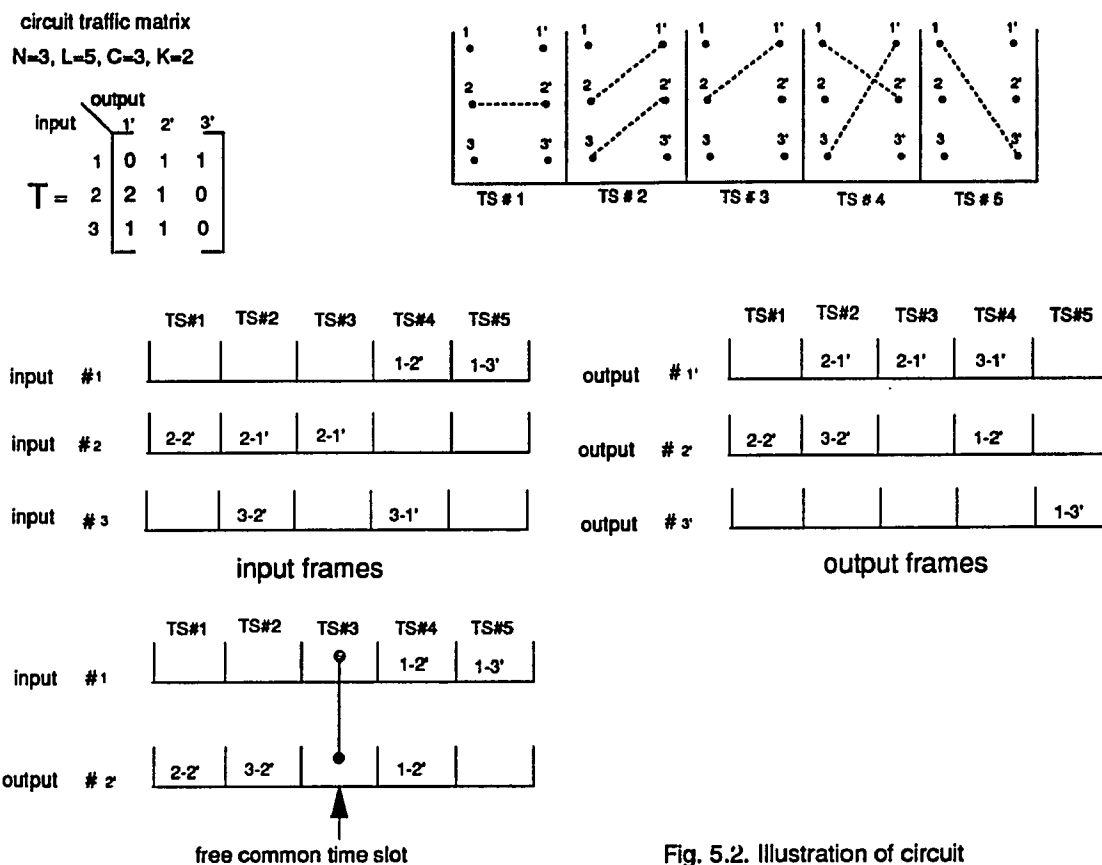 circuit traffic matrix
N=3, L=5, C=3, K=2
output
input 1' 2' 3'
1 0 1 1
T = 2 2 1 0
3 1 1 0
1 1' 1 1' 1 1' 1 1' 1 1'
2 2' 2 2' 2 2' 2 2' 2 2'
3 3' 3 3' 3 3' 3 3' 3 3'
TS # 1 TS # 2 TS # 3 TS # 4 TS # 5
TS#1 TS#2 TS#3 TS#4 TS#5
input #1 1-2' 1-3'
input #2 2-2' 2-1' 2-1'
input #3 3-2' 3-1'
input frames
TS#1 TS#2 TS#3 TS#4 TS#5
output # 1' 2-1' 2-1' 3-1'
output # 2' 2-2' 3-2' 1-2'
output # 3' 1-3'
output frames
TS#1 TS#2 TS#3 TS#4 TS#5
input #1 1-2' 1-3'
output # 2' 2-2' 3-2' 1-2'
free common time slot
Fig. 5.2. Illustration of circuit